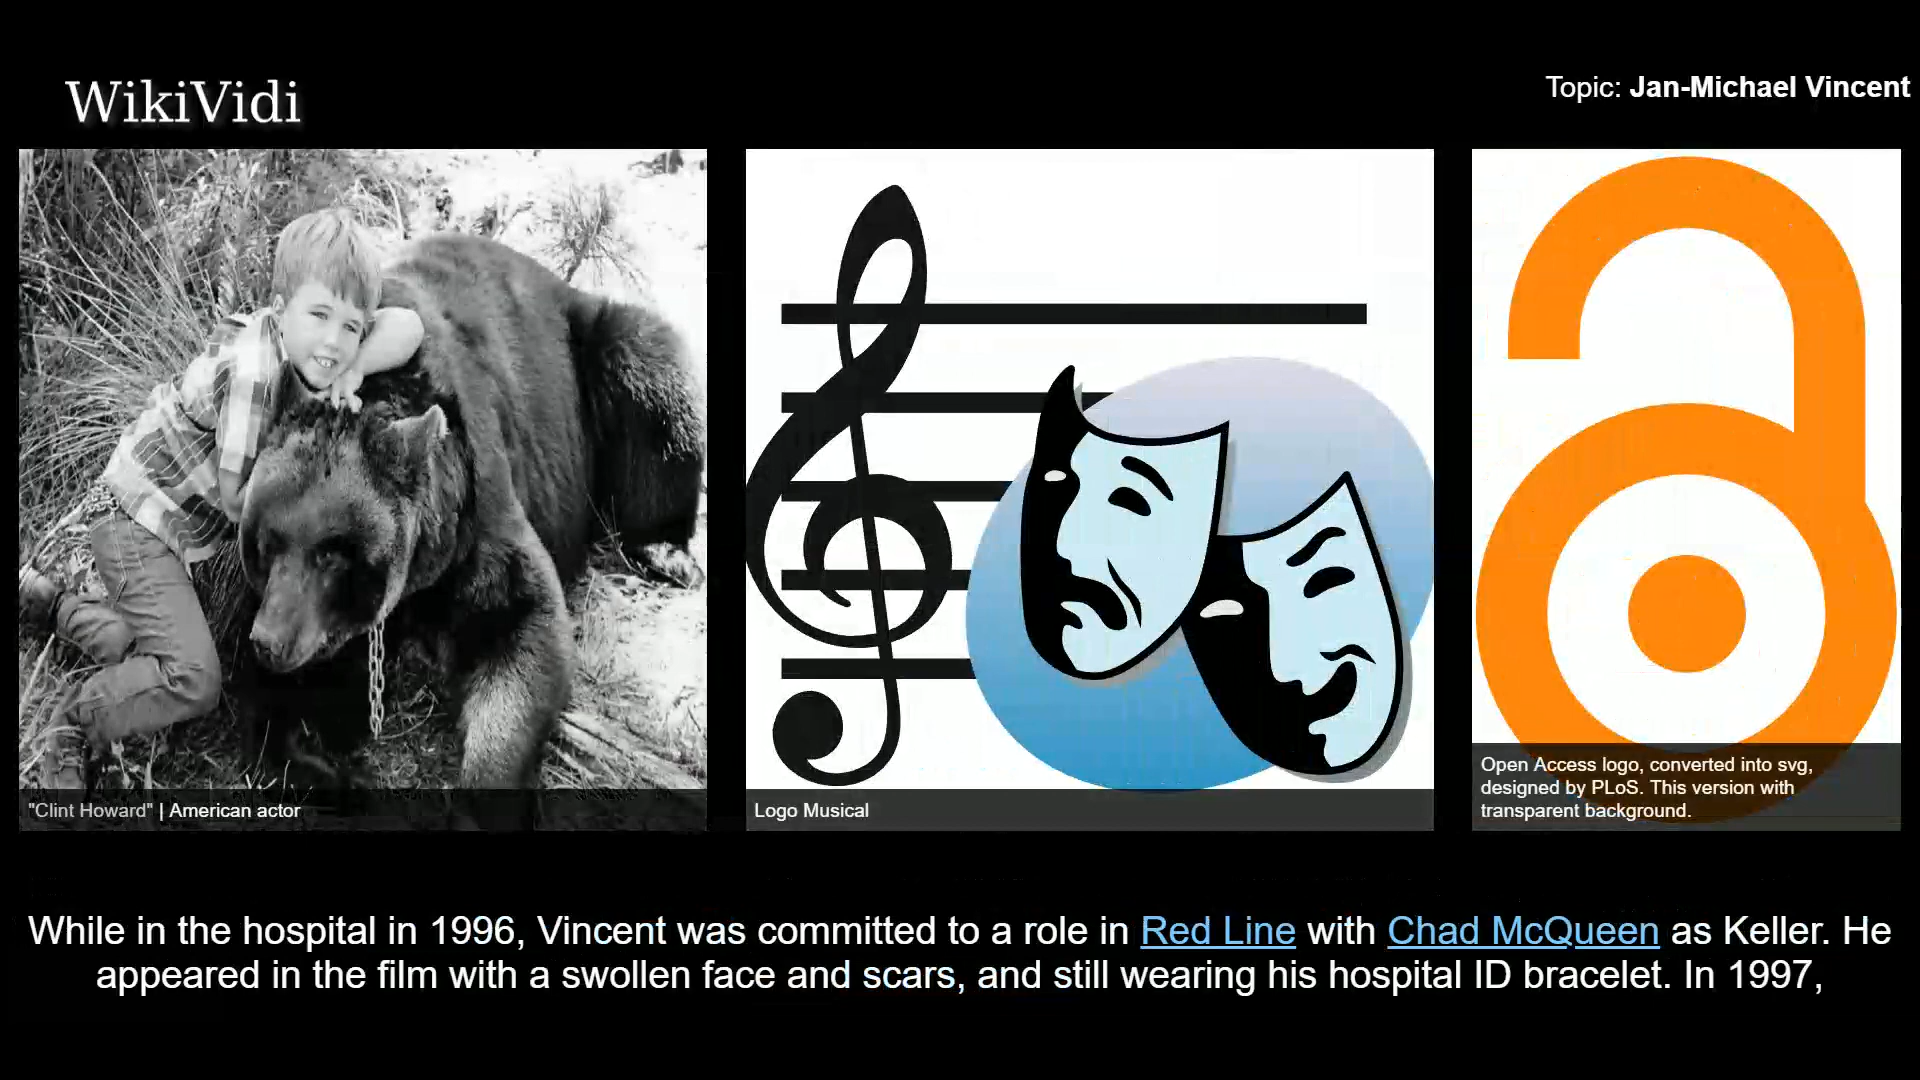 WikiVidi
Topic: Jan-Michael Vincent
"Clint Howard" | American actor
Logo Musical
Open Access logo, converted into svg,
designed by PLoS. This version with
transparent background.
While in the hospital in 1996, Vincent was committed to a role in Red Line with Chad McQueen as Keller. He
appeared in the film with a swollen face and scars, and still wearing his hospital ID bracelet. In 1997,